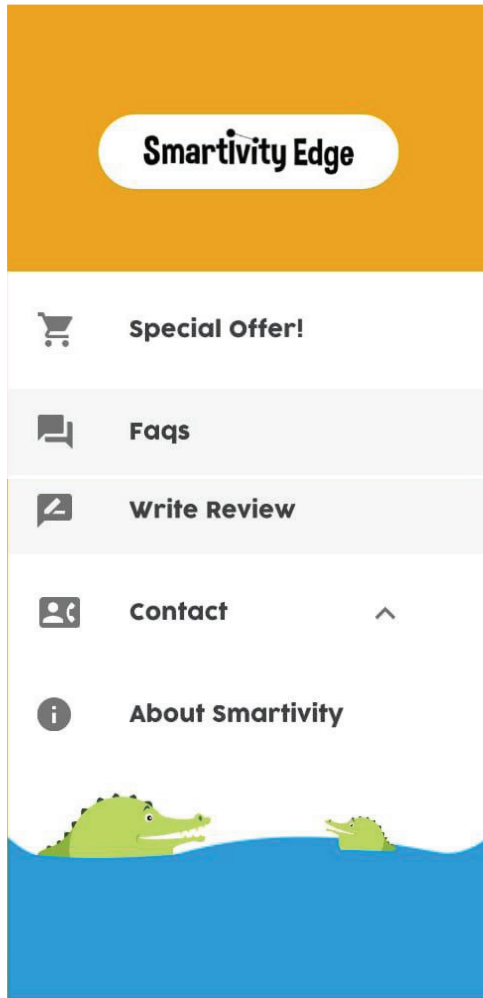 Smartivity Edge
Special Offer!
Faqs
Write Review
Contact
About Smartivity